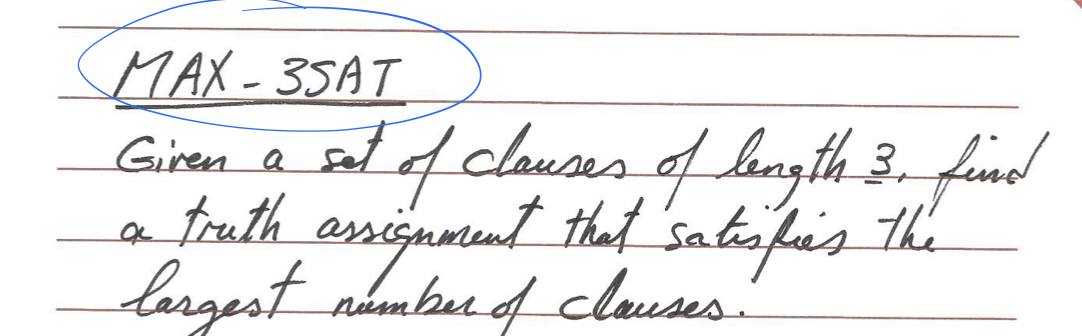 MAX-3SAT
Given a set of clauses of length 3, find
a truth assignment that satisfies the
largest number of clauses.